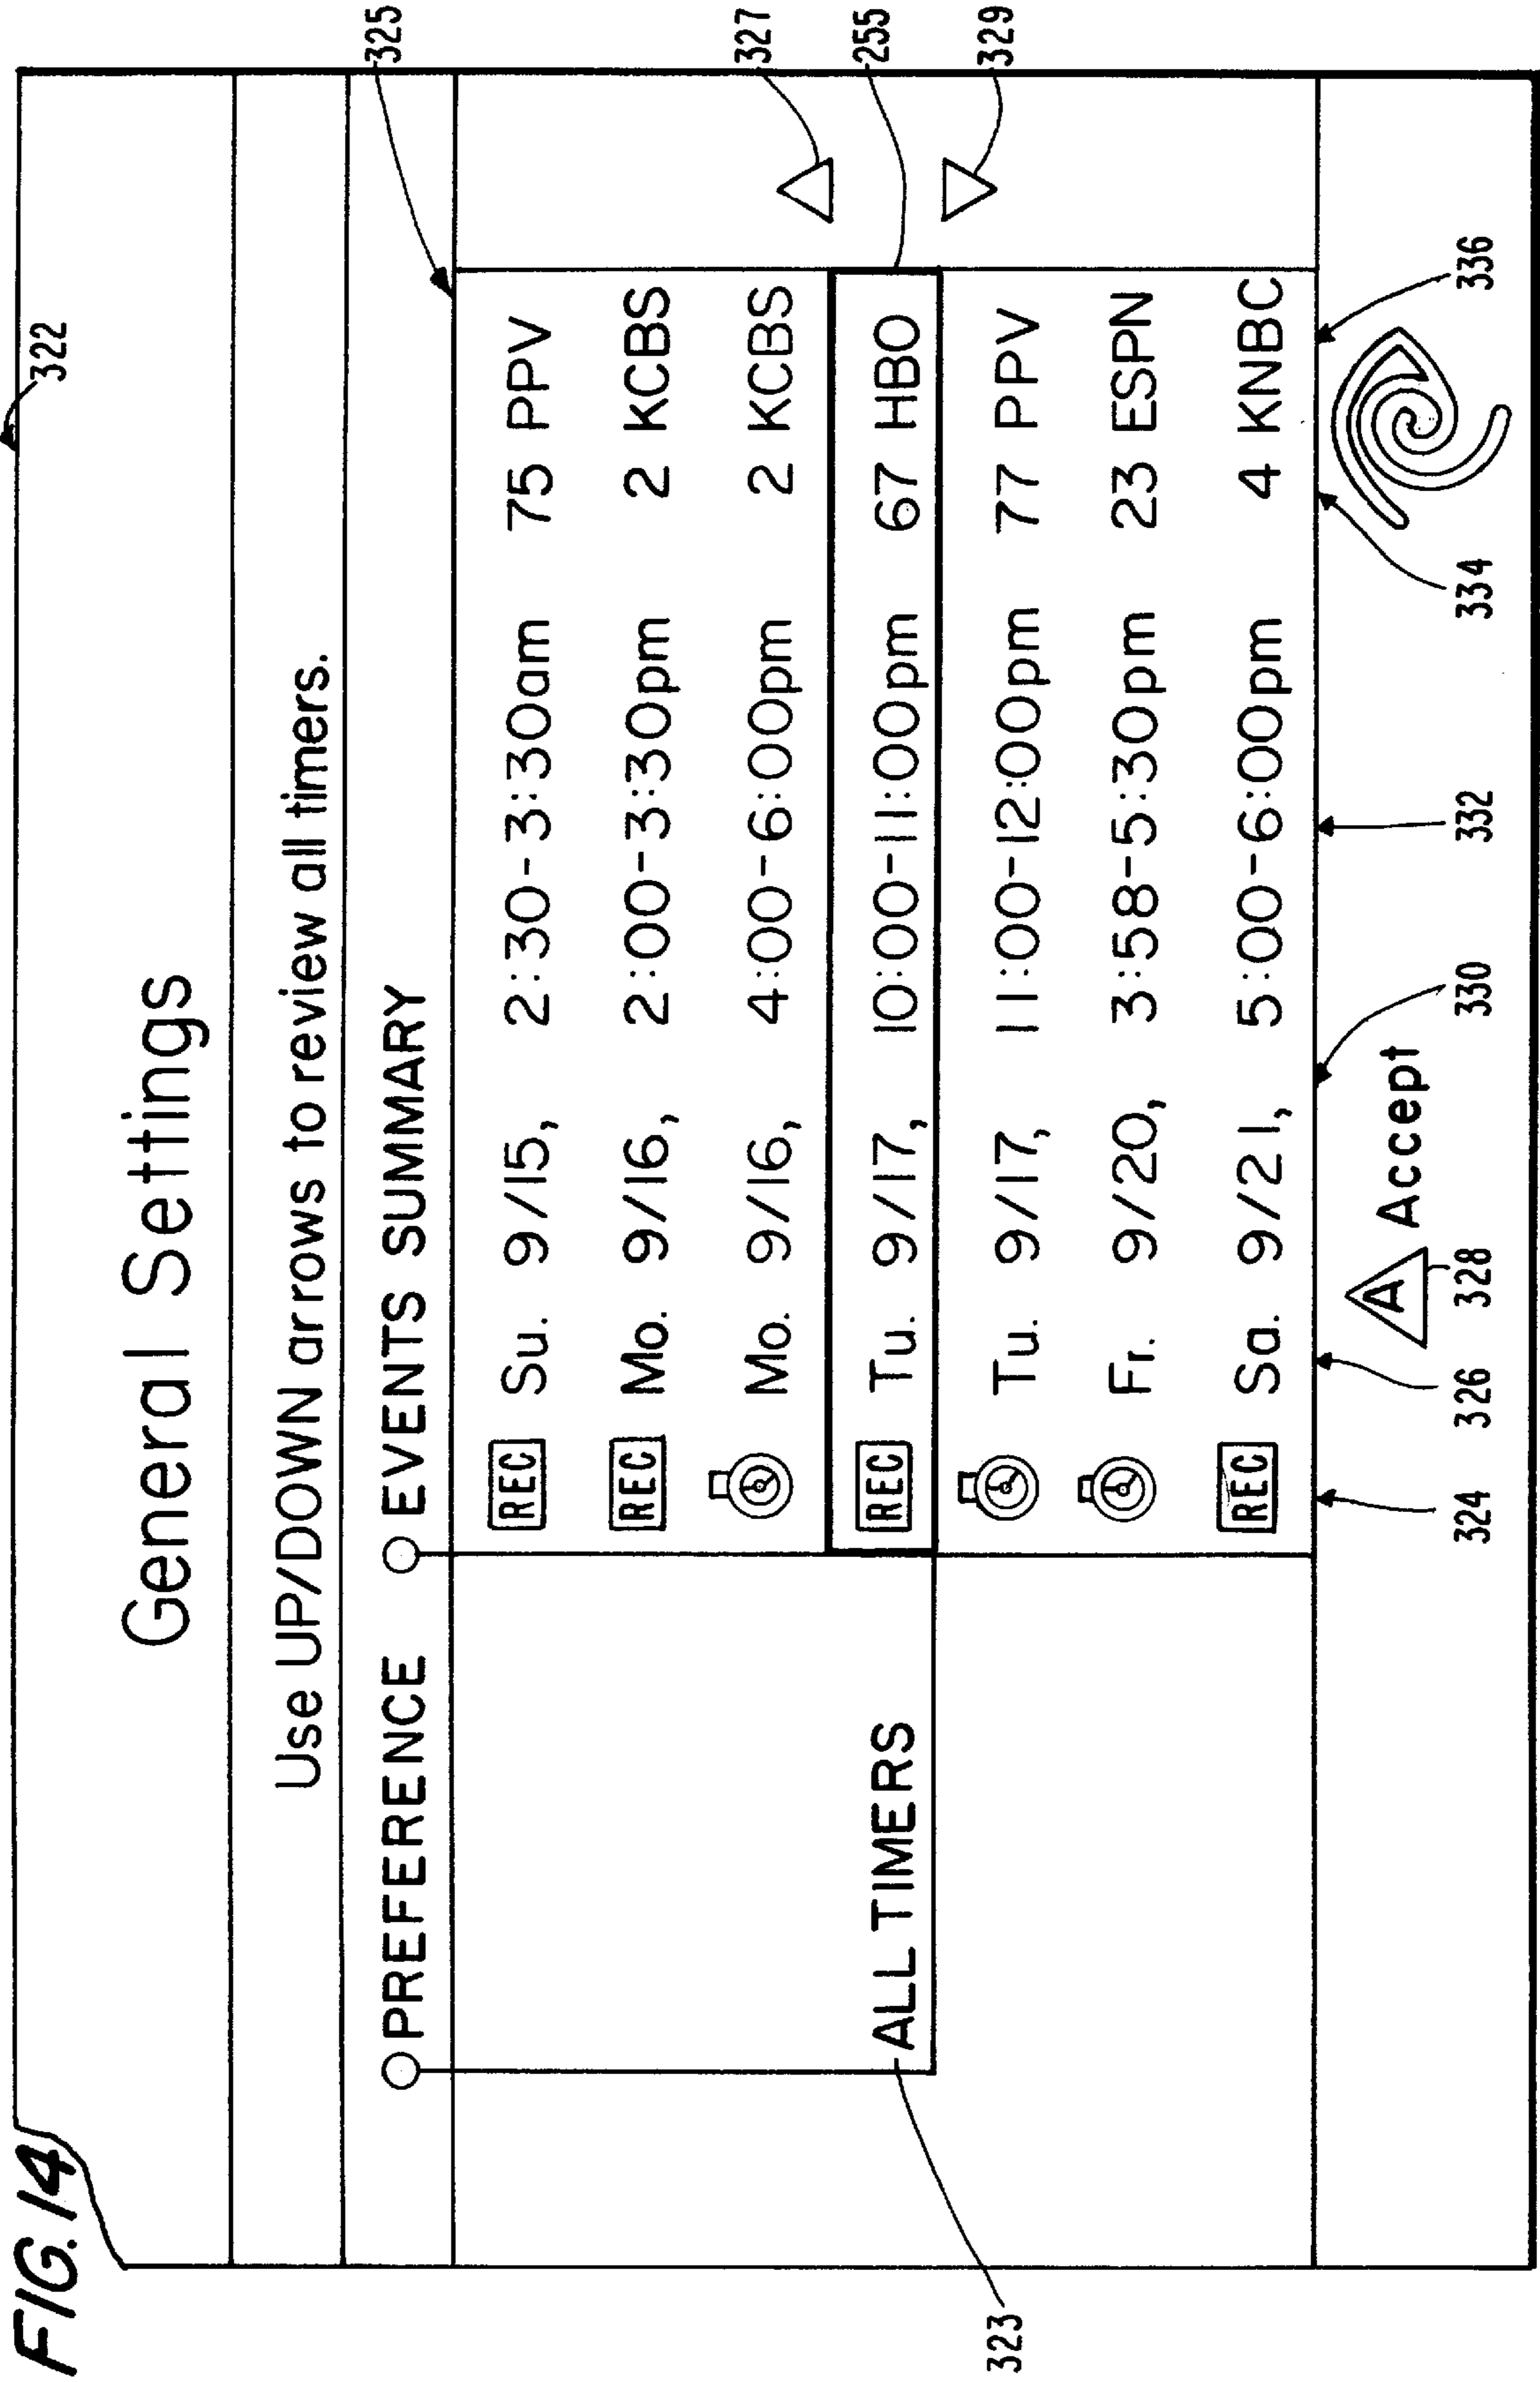 FIG. 14
322
General Settings
Use UP/DOWN arrows to review all timers.
PREFERENCE EVENTS SUMMARY
325
REC Su. 9/15, 2:30-3:30am 75 PPV
REC Mo. 9/16, 2:00-3:30pm 2 KCBS
Mo. 9/16, 4:00-6:00pm 2 KCBS
327
323
ALL TIMERS REC Tu. 9/17, 10:00-11:00pm 67 HBO
255
Tu. 9/17, 11:00-12:00pm 77 PPV
329
Fr. 9/20, 3:58-5:30pm 23 ESPN
REC Sa. 9/21, 5:00-6:00pm 4 KNBC
A Accept
324 326 328 330 332 334 336